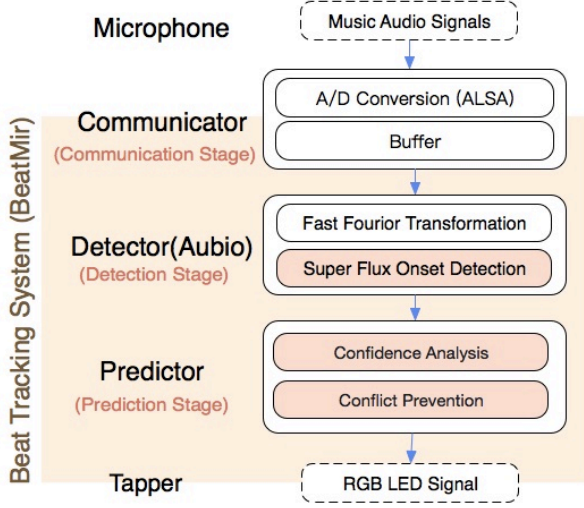 Microphone
Music Audio Signals
Beat Tracking System (BeatMir)
Communicator
(Communication Stage)
A/D Conversion (ALSA)
Buffer
Detector(Aubio)
(Detection Stage)
Fast Fourior Transformation
Super Flux Onset Detection
Predictor
(Prediction Stage)
Confidence Analysis
Conflict Prevention
Tapper
RGB LED Signal